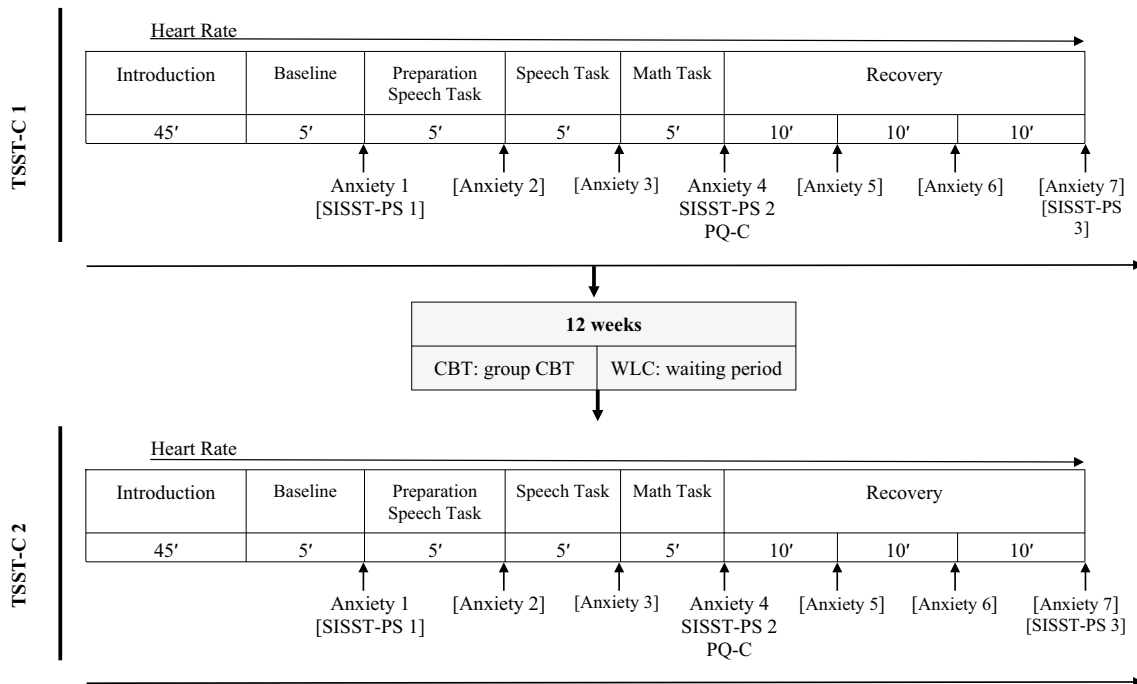 TSST-C 1
Heart Rate
Introduction Baseline Preparation Speech Task Math Task Recovery
Speech Task
45′ 5′ 5′ 5′ 5′ 10′ 10′ 10′
Anxiety 1 [Anxiety 2] [Anxiety 3] Anxiety 4 [Anxiety 5] [Anxiety 6] [Anxiety 7]
[SISST-PS 1] SISST-PS 2 [SISST-PS
PQ-C 3]
12 weeks
CBT: group CBT WLC: waiting period
TSST-C 2
Heart Rate
Introduction Baseline Preparation Speech Task Math Task Recovery
Speech Task
45′ 5′ 5′ 5′ 5′ 10′ 10′ 10′
Anxiety 1 [Anxiety 2] [Anxiety 3] Anxiety 4 [Anxiety 5] [Anxiety 6] [Anxiety 7]
[SISST-PS 1] SISST-PS 2 [SISST-PS 3]
PQ-C